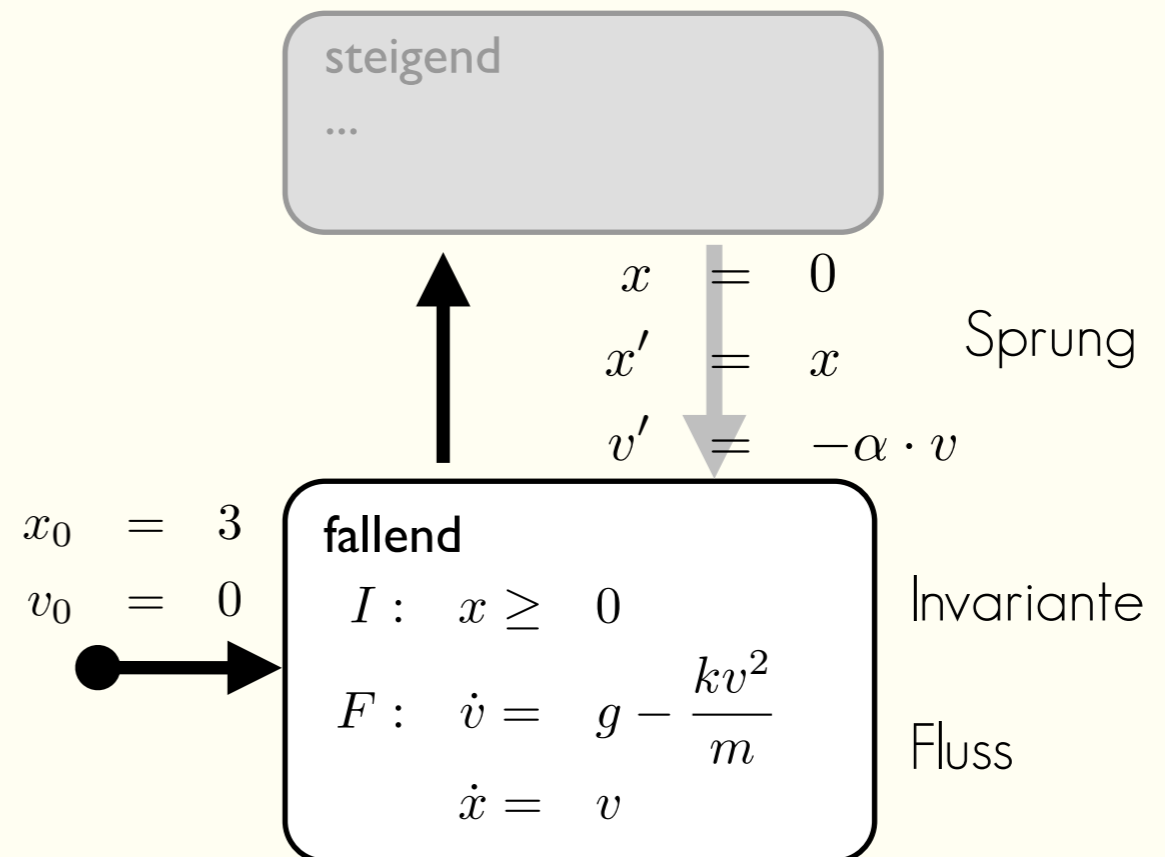 steigend
...
x = 0
x′ = x
Sprung
v′ = −α · v
x₀ = 3
v₀ = 0
fallend
I : x ≥ 0
Invariante
F : v̇ = g − kv²/m
Fluss
ẋ = v